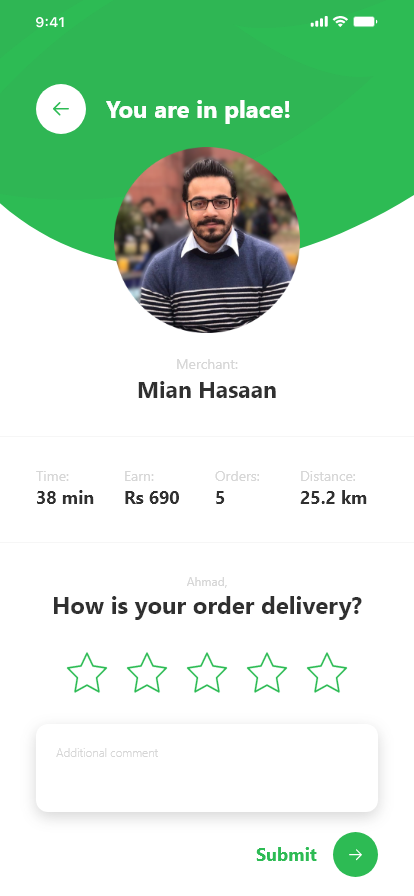 9:41
You are in place!
Merchant:
Mian Hasaan
Time: Earn: Orders: Distance:
38 min Rs 690 5 25.2 km
Ahmad,
How is your order delivery?
Additional comment
Submit